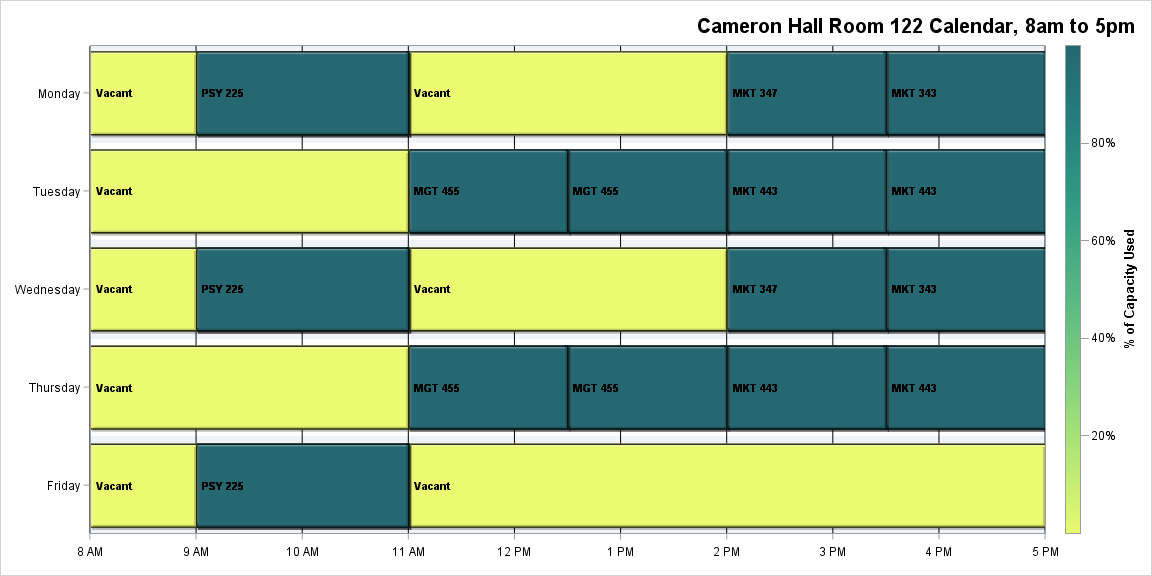 Cameron Hall Room 122 Calendar, 8am to 5pm
Monday Vacant PSY 225 Vacant MKT 347 MKT 343
Tuesday Vacant MGT 455 MGT 455 MKT 443 MKT 443
Wednesday Vacant PSY 225 Vacant MKT 347 MKT 343
Thursday Vacant MGT 455 MGT 455 MKT 443 MKT 443
Friday Vacant PSY 225 Vacant
8 AM 9 AM 10 AM 11 AM 12 PM 1 PM 2 PM 3 PM 4 PM 5 PM
80%
60%
40%
20%
% of Capacity Used